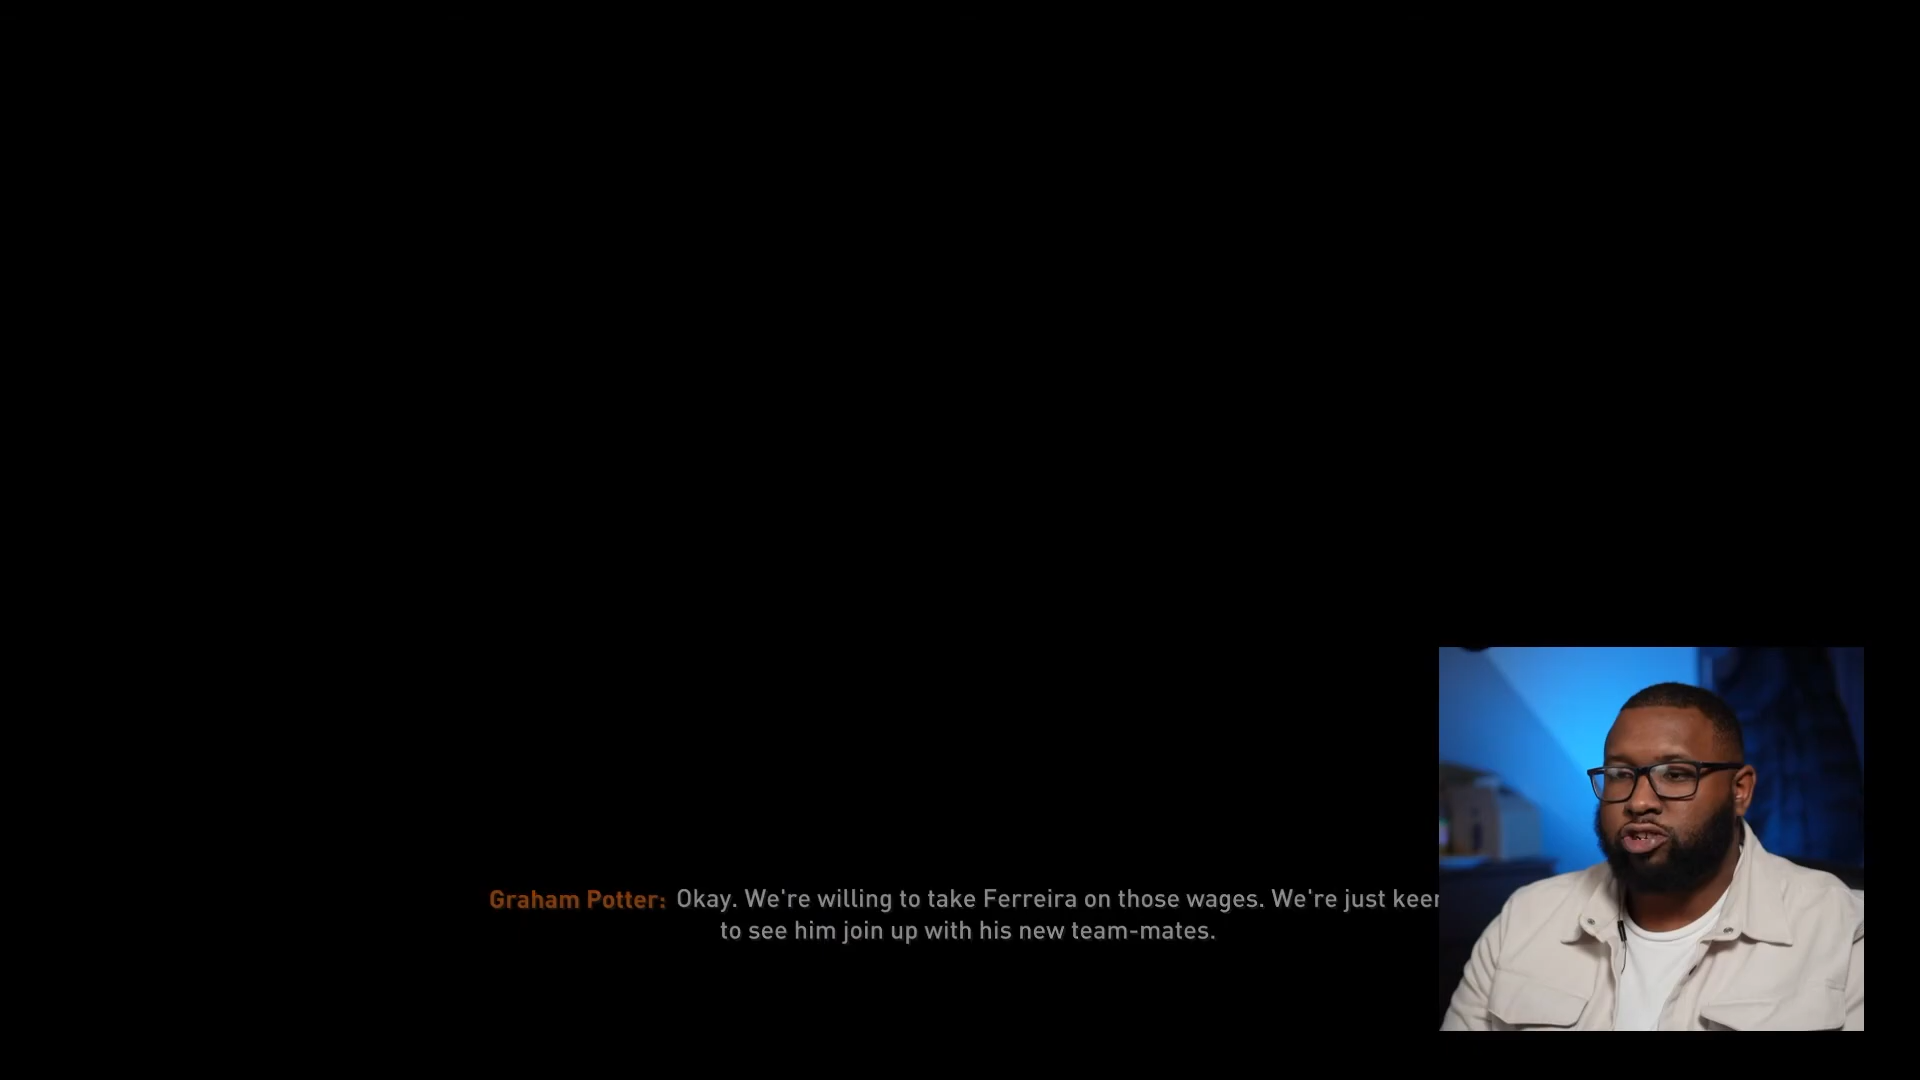 Graham Potter: Okay. We're willing to take Ferreira on those wages. We're just keen
to see him join up with his new team-mates.